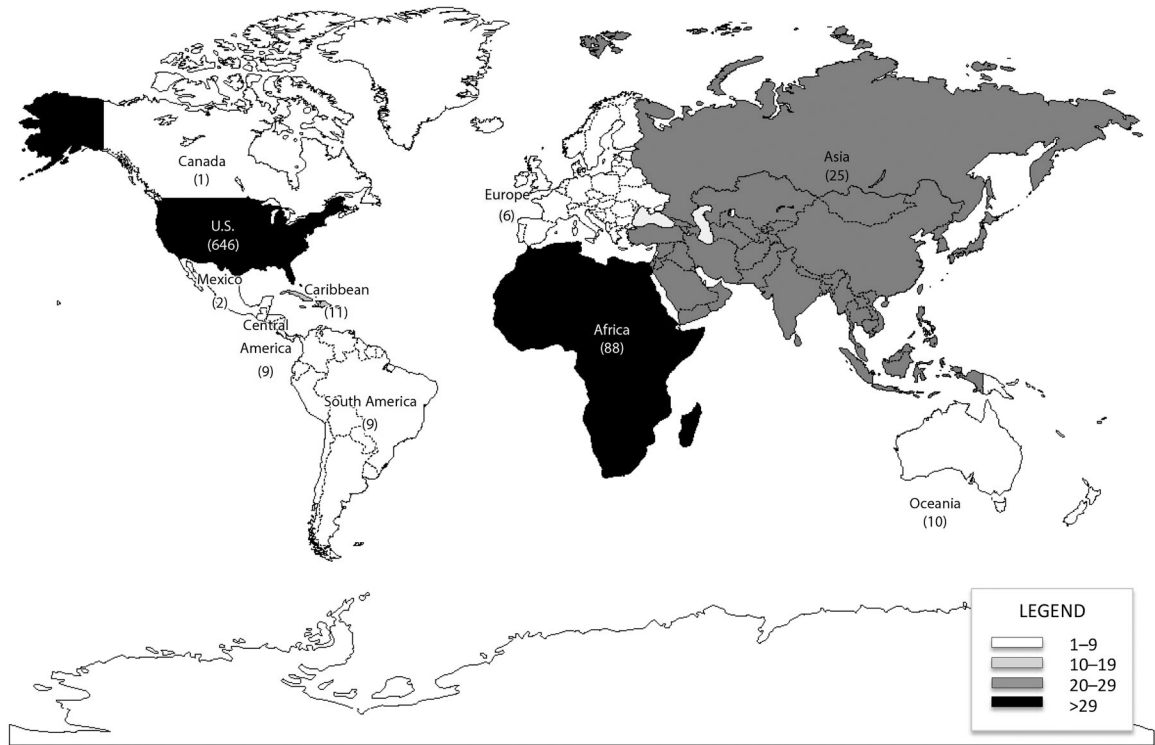 Canada
(1)
Asia
(25)
Europe
(6)
U.S.
(646)
Mexico
(2)
Caribbean
(11)
Central
America
(9)
Africa
(88)
South America
(9)
Oceania
(10)
LEGEND
1–9
10–19
20–29
>29